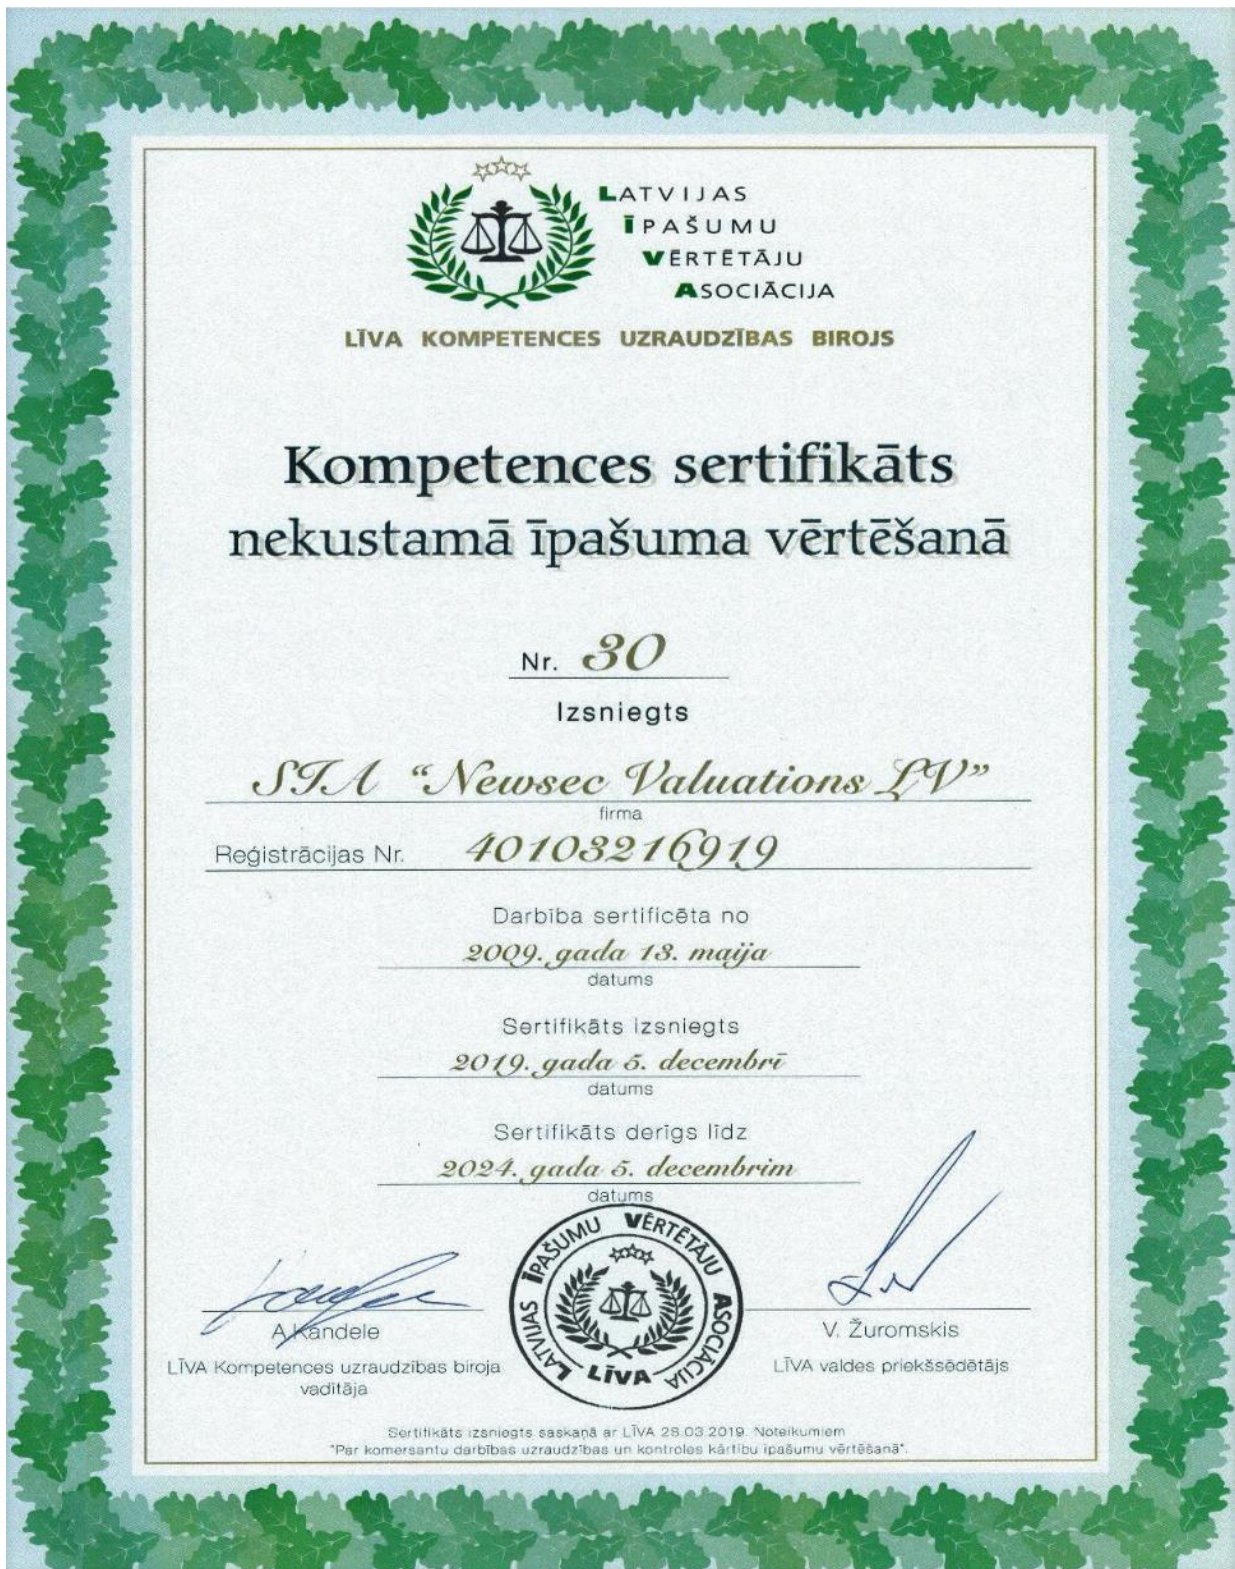 LATVIJAS
ĪPAŠUMU
VĒRTĒTĀJU
ASOCIĀCIJA
LĪVA KOMPETENCES UZRAUDZĪBAS BIROJS
Kompetences sertifikāts
nekustamā īpašuma vērtēšanā
Nr. 30
Izsniegts
SIA “Newsec Valuations LV”
firma
Reģistrācijas Nr. 40103216919
Darbība sertificēta no
2009. gada 13. maija
datums
Sertifikāts izsniegts
2019. gada 5. decembrī
datums
Sertifikāts derīgs līdz
2024. gada 5. decembrim
datums
LATVIJAS ĪPAŠUMU VĒRTĒTĀJU ASOCIĀCIJA
LĪVA
A.Kandele
LĪVA Kompetences uzraudzības biroja
vadītāja
V. Žuromskis
LĪVA valdes priekšsēdētājs
Sertifikāts izsniegts saskaņā ar LĪVA 28.03.2019. Noteikumiem
"Par komersantu darbības uzraudzības un kontroles kārtību īpašumu vērtēšanā".